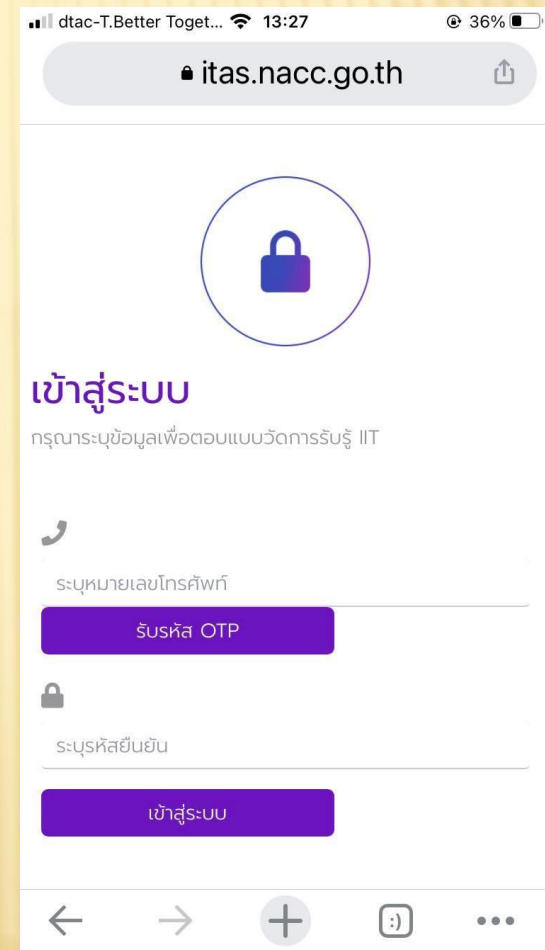 dtac-T.Better Toget... 13:27 36%
itas.nacc.go.th
เข้าสู่ระบบ
กรุณาระบุข้อมูลเพื่อตอบแบบวัดการรับรู้ IIT
ระบุหมายเลขโทรศัพท์
รับรหัส OTP
ระบุรหัสยืนยัน
เข้าสู่ระบบ
:)